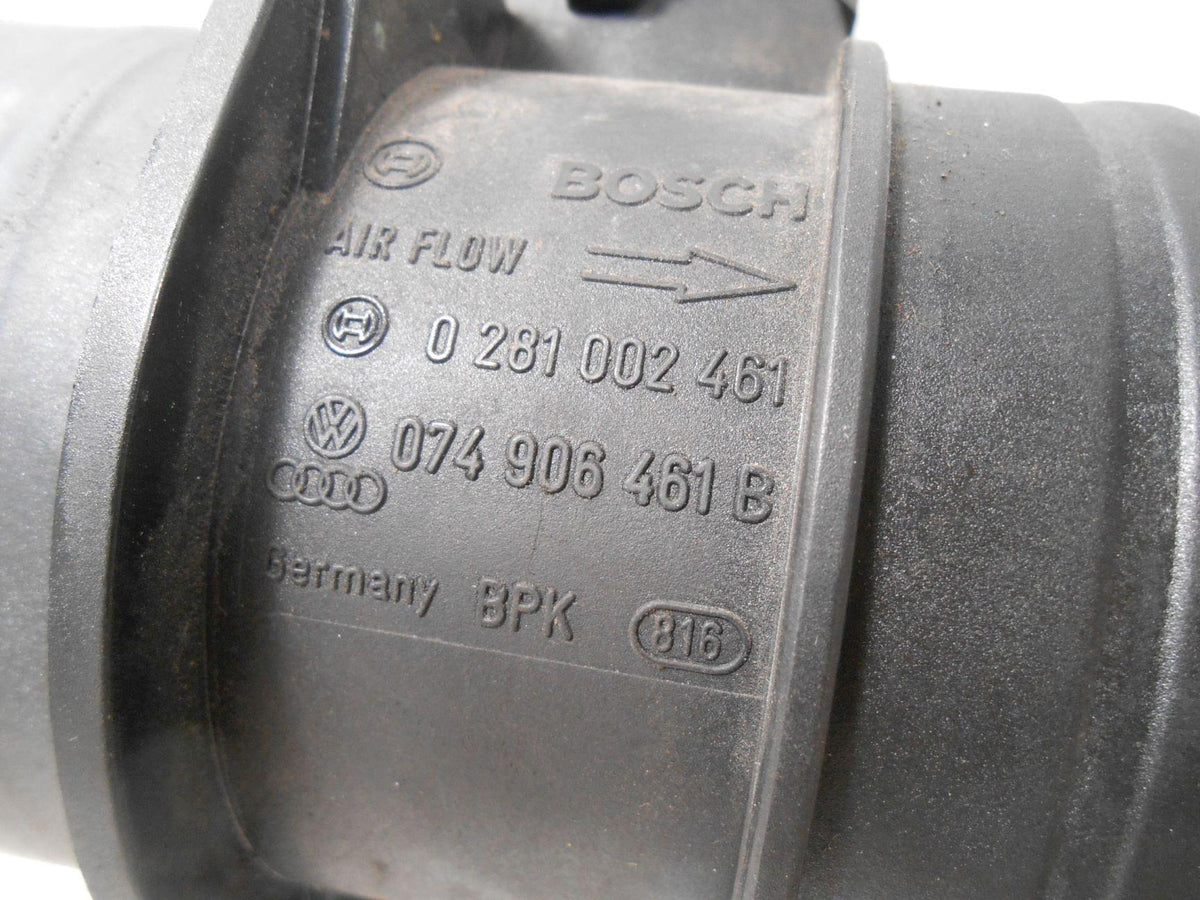 BOSCH
AIR FLOW
0 281 002 461
074 906 461 B
Germany BPK 816